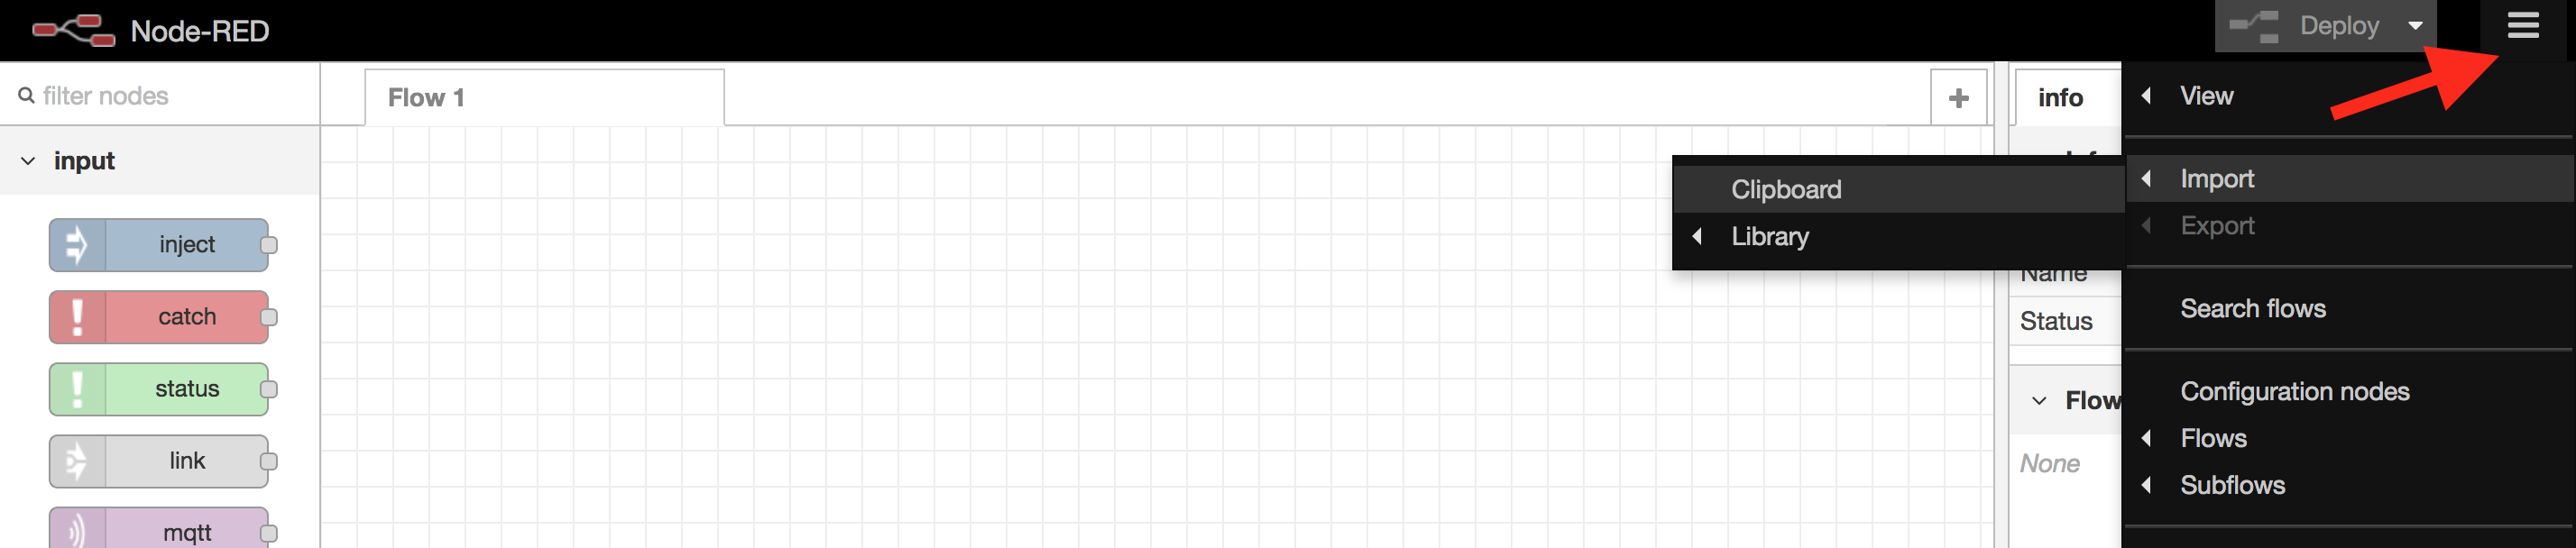 Node-RED
Deploy
filter nodes
Flow 1
info
View
input
Clipboard
Import
Library
Export
inject
Name
Search flows
catch
Status
status
Configuration nodes
Flow
Flows
link
None
Subflows
mqtt